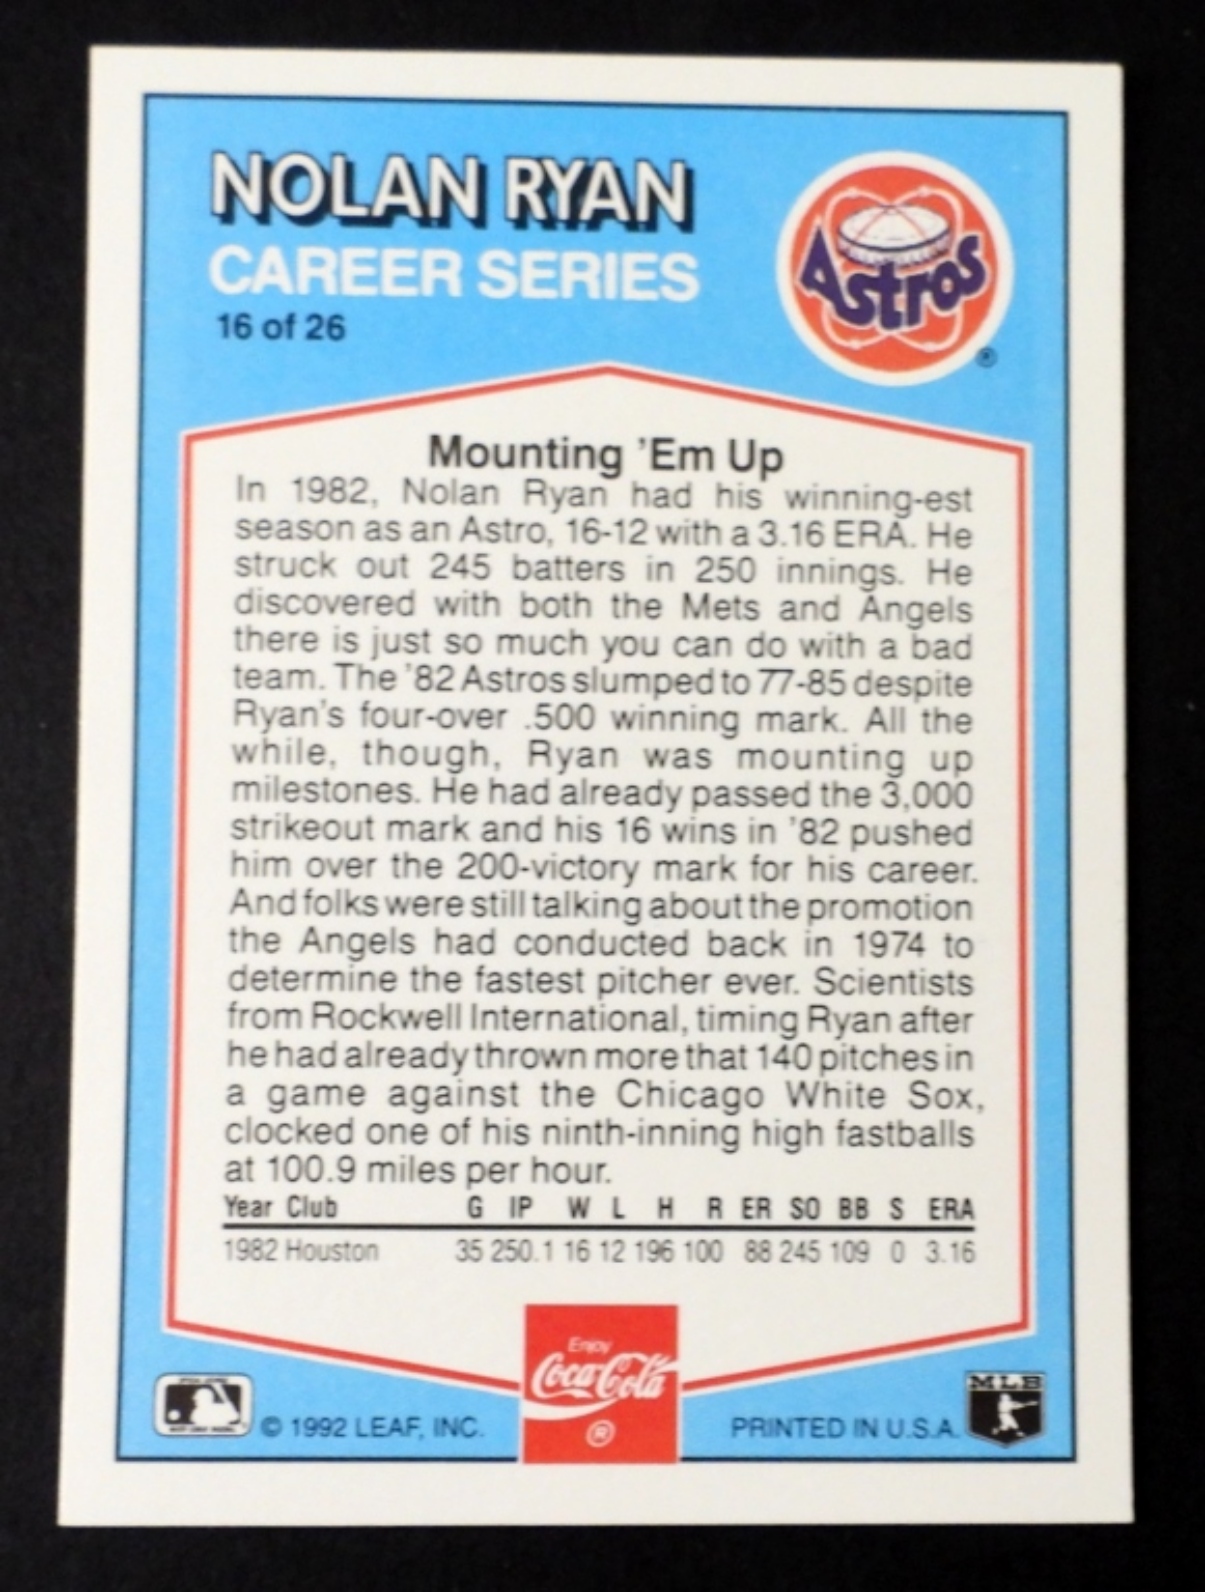 NOLAN RYAN
CAREER SERIES
16 of 26
Astros
®
Mounting 'Em Up
In 1982, Nolan Ryan had his winning-est
season as an Astro, 16-12 with a 3.16 ERA. He
struck out 245 batters in 250 innings. He
discovered with both the Mets and Angels
there is just so much you can do with a bad
team. The '82 Astros slumped to 77-85 despite
Ryan's four-over .500 winning mark. All the
while, though, Ryan was mounting up
milestones. He had already passed the 3,000
strikeout mark and his 16 wins in '82 pushed
him over the 200-victory mark for his career.
And folks were still talking about the promotion
the Angels had conducted back in 1974 to
determine the fastest pitcher ever. Scientists
from Rockwell International, timing Ryan after
he had already thrown more that 140 pitches in
a game against the Chicago White Sox,
clocked one of his ninth-inning high fastballs
at 100.9 miles per hour.
Year Club G IP W L H R ER SO BB S ERA
1982 Houston 35 250.1 16 12 196 100 88 245 109 0 3.16
Enjoy
Coca-Cola
®
© 1992 LEAF, INC.
PRINTED IN U.S.A.
MLB